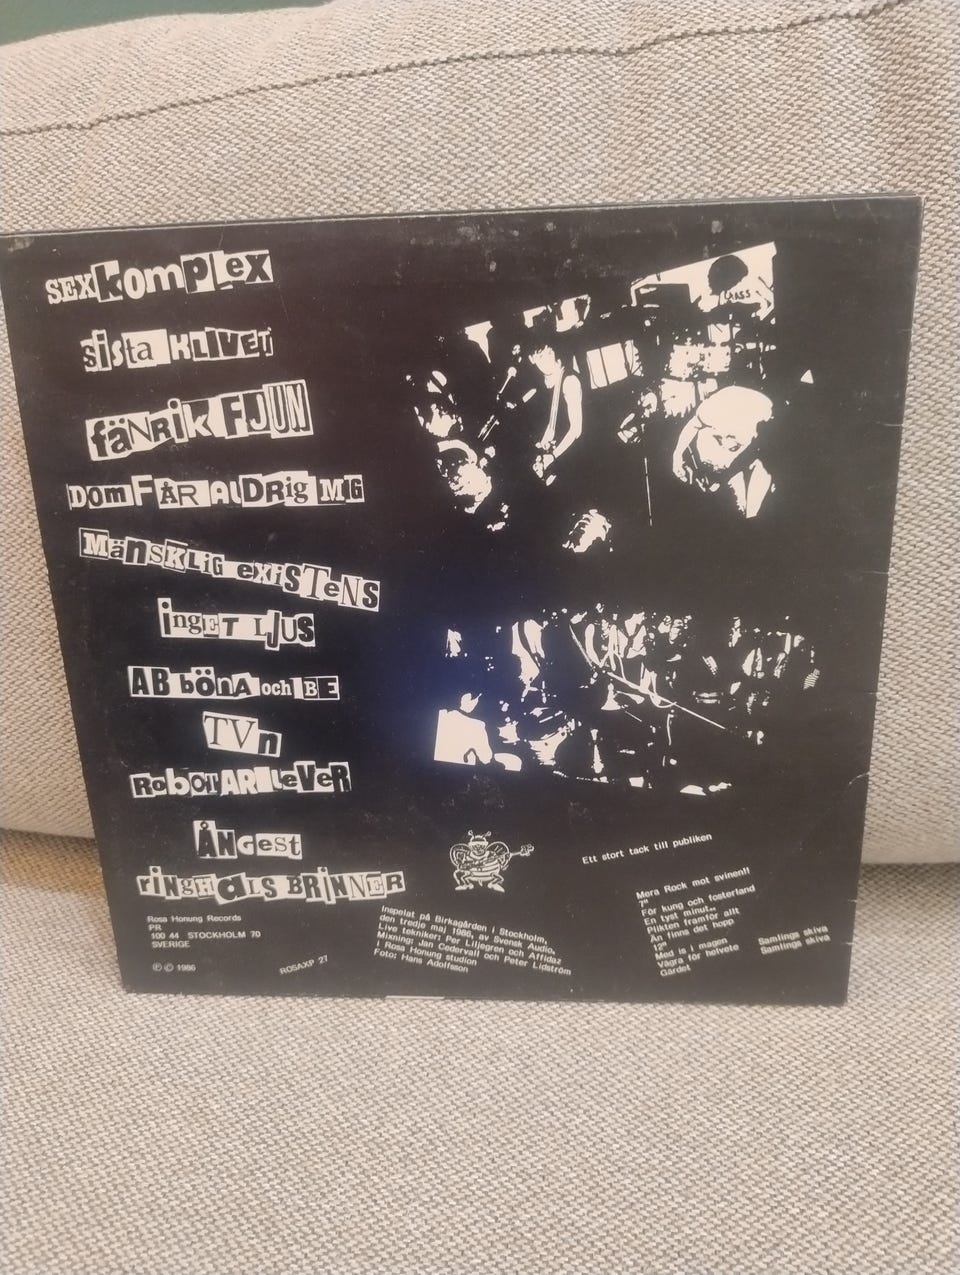 SEXkomplex
sista KLIVET
fäNRiK FJUN
DOM FÅR ALDRig MIG
MänsKLiG exiSTeNS
ingET LJUS
AB böna och BE
TVn
RoBOTAR LeVeR
ÅNGest
riNgHaLS BRiNNER
Rosa Honung Records
PR
100 44 STOCKHOLM 70
SVERIGE
℗ © 1986
ROSAXP 27
Inspelat på Birkagården i Stockholm,
den tredje maj 1986, av Svensk Audio,
Live tekniker: Per Liljegren och Affidaz
Mixning: Jan Cedervall och Peter Lidström
i Rosa Honung studion
Foto: Hans Adolfsson
Ett stort tack till publiken
Mera Rock mot svinen!!
7"
För kung och fosterland
En tyst minut..
Plikten framför allt
Än finns det hopp
12"
Med is i magen
Vägra för helvete Samlings skiva
Gärdet Samlings skiva